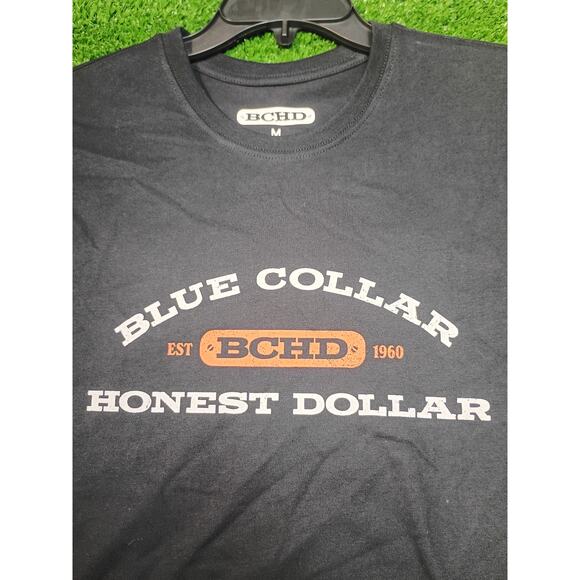 BCHD
M
BLUE COLLAR
EST BCHD 1960
HONEST DOLLAR